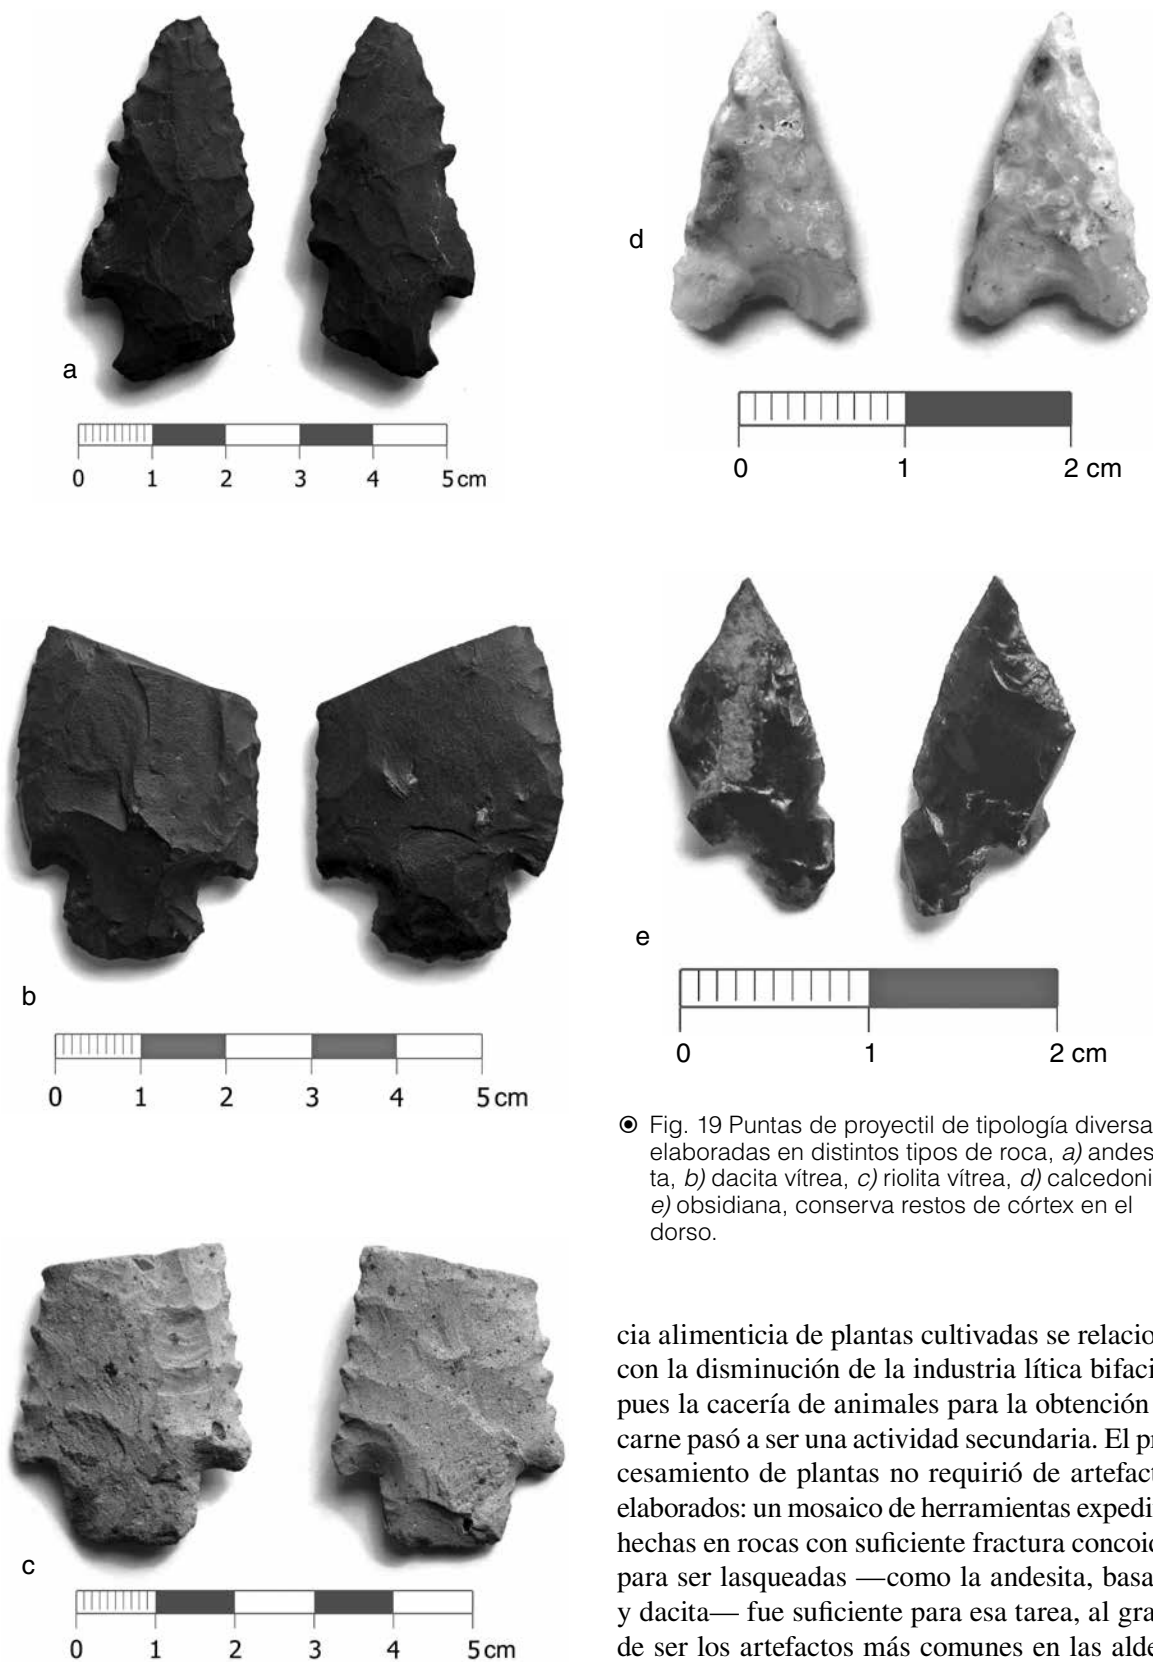 a
0 1 2 3 4 5 cm
d
0 1 2 cm
b
0 1 2 3 4 5 cm
e
0 1 2 cm
c
0 1 2 3 4 5 cm
Fig. 19 Puntas de proyectil de tipología diversa
elaboradas en distintos tipos de roca, a) andes
ta, b) dacita vítrea, c) riolita vítrea, d) calcedoni
e) obsidiana, conserva restos de córtex en el
dorso.
cia alimenticia de plantas cultivadas se relacio
con la disminución de la industria lítica bifaci
pues la cacería de animales para la obtención
carne pasó a ser una actividad secundaria. El pr
cesamiento de plantas no requirió de artefact
elaborados: un mosaico de herramientas expedi
hechas en rocas con suficiente fractura concoid
para ser lasqueadas —como la andesita, basa
y dacita— fue suficiente para esa tarea, al gra
de ser los artefactos más comunes en las alde